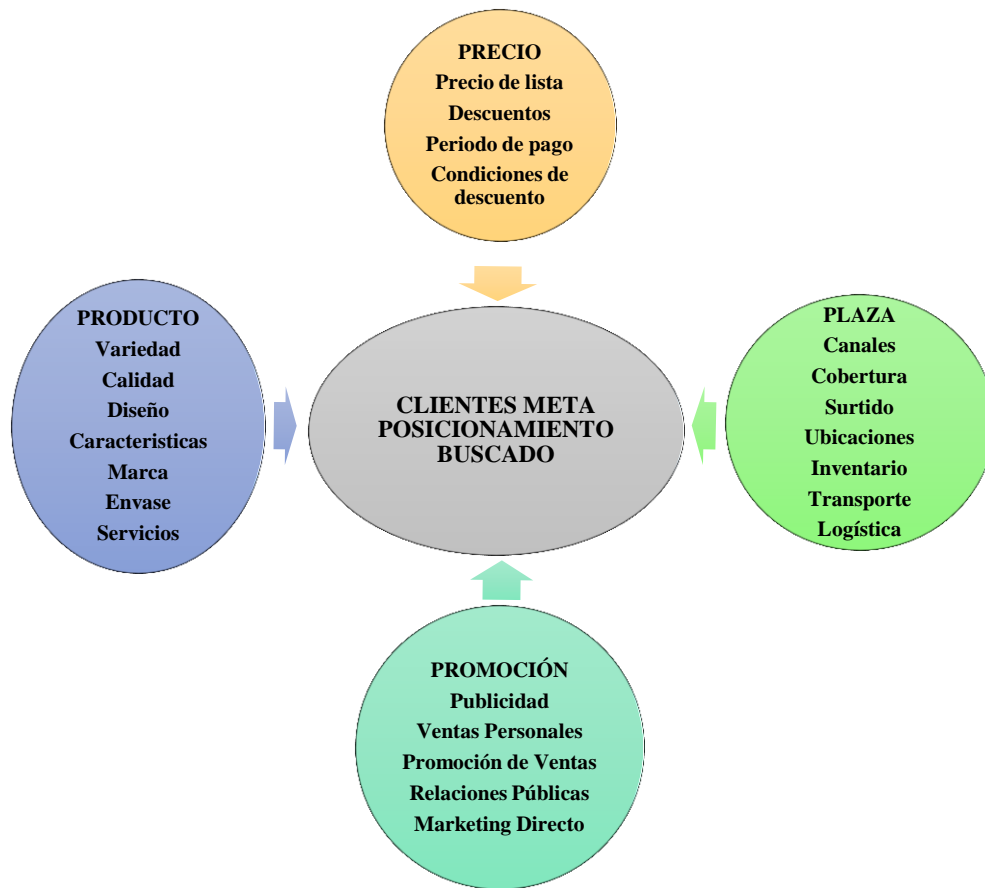 PRECIO
Precio de lista
Descuentos
Periodo de pago
Condiciones de
descuento
PRODUCTO
Variedad
Calidad
Diseño
Caracteristicas
Marca
Envase
Servicios
CLIENTES META
POSICIONAMIENTO
BUSCADO
PLAZA
Canales
Cobertura
Surtido
Ubicaciones
Inventario
Transporte
Logística
PROMOCIÓN
Publicidad
Ventas Personales
Promoción de Ventas
Relaciones Públicas
Marketing Directo